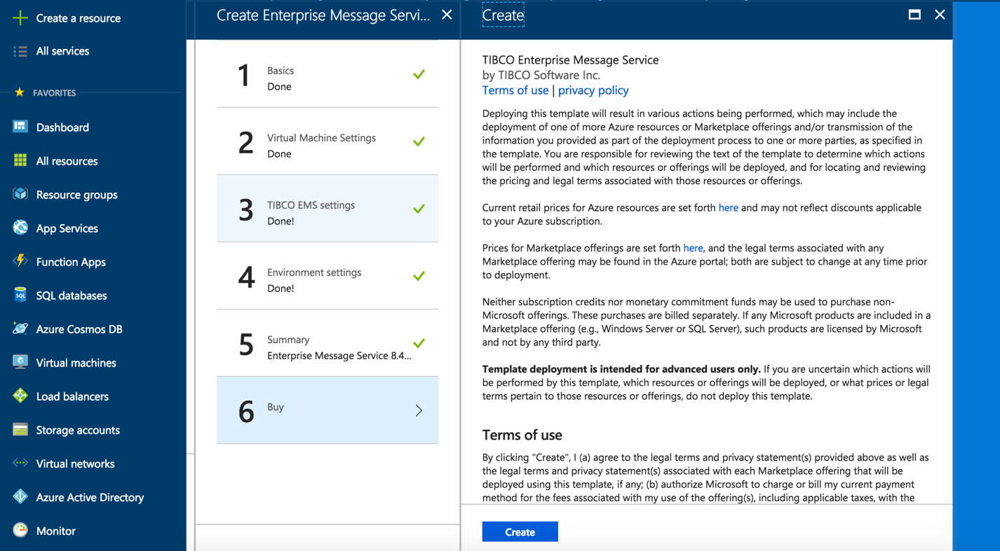 Create a resource
All services
FAVORITES
Dashboard
All resources
Resource groups
App Services
Function Apps
SQL
SQL databases
Azure Cosmos DB
Virtual machines
Load balancers
Storage accounts
Virtual networks
Azure Active Directory
Monitor
Create Enterprise Message Servi...
1
Basics
Done
2
Virtual Machine Settings
Done
3
TIBCO EMS settings
Done!
4
Environment settings
Done!
5
Summary
Enterprise Message Service 8.4...
6
Buy
Create
TIBCO Enterprise Message Service
by TIBCO Software Inc.
Terms of use | privacy policy
Deploying this template will result in various actions being performed, which may include the
deployment of one of more Azure resources or Marketplace offerings and/or transmission of the
information you provided as part of the deployment process to one or more parties, as specified in
the template. You are responsible for reviewing the text of the template to determine which actions
will be performed and which resources or offerings will be deployed, and for locating and reviewing
the pricing and legal terms associated with those resources or offerings.
Current retail prices for Azure resources are set forth here and may not reflect discounts applicable
to your Azure subscription.
Prices for Marketplace offerings are set forth here, and the legal terms associated with any
Marketplace offering may be found in the Azure portal; both are subject to change at any time prior
to deployment.
Neither subscription credits nor monetary commitment funds may be used to purchase non-
Microsoft offerings. These purchases are billed separately. If any Microsoft products are included in a
Marketplace offering (e.g., Windows Server or SQL Server), such products are licensed by Microsoft
and not by any third party.
Template deployment is intended for advanced users only. If you are uncertain which actions will
be performed by this template, which resources or offerings will be deployed, or what prices or legal
terms pertain to those resources or offerings, do not deploy this template.
Terms of use
By clicking "Create", I (a) agree to the legal terms and privacy statement(s) provided above as well as
the legal terms and privacy statement(s) associated with each Marketplace offering that will be
deployed using this template, if any; (b) authorize Microsoft to charge or bill my current payment
method for the fees associated with my use of the offering(s), including applicable taxes, with the
Create